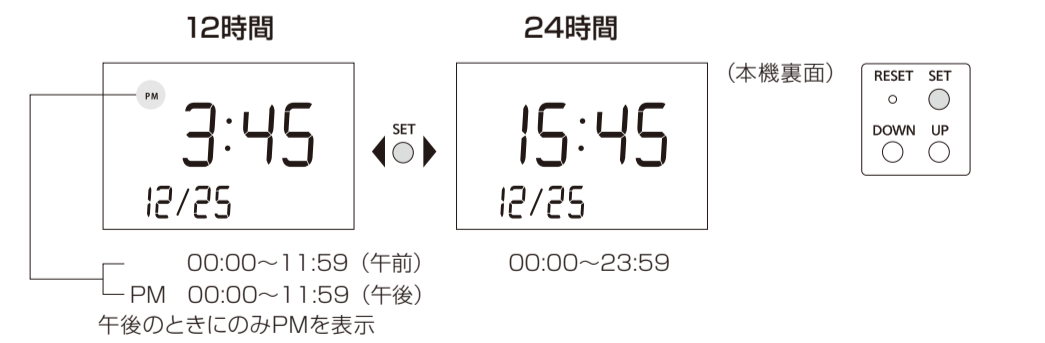 12時間
24時間
PM
3:45
12/25
SET
15:45
12/25
(本機裏面)
RESET SET
DOWN UP
00:00～11:59(午前)
PM 00:00～11:59(午後)
午後のときにのみPMを表示
00:00～23:59